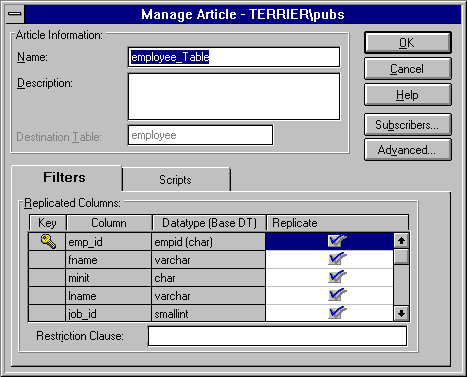 Manage Article - TERRIER\pubs
Article Information:
Name: employee_Table
Description:
Destination Table: employee
OK
Cancel
Help
Subscribers...
Advanced...
Filters Scripts
Replicated Columns:
Key Column Datatype (Base DT) Replicate
emp_id empid (char)
fname varchar
minit char
lname varchar
job_id smallint
Restriction Clause: